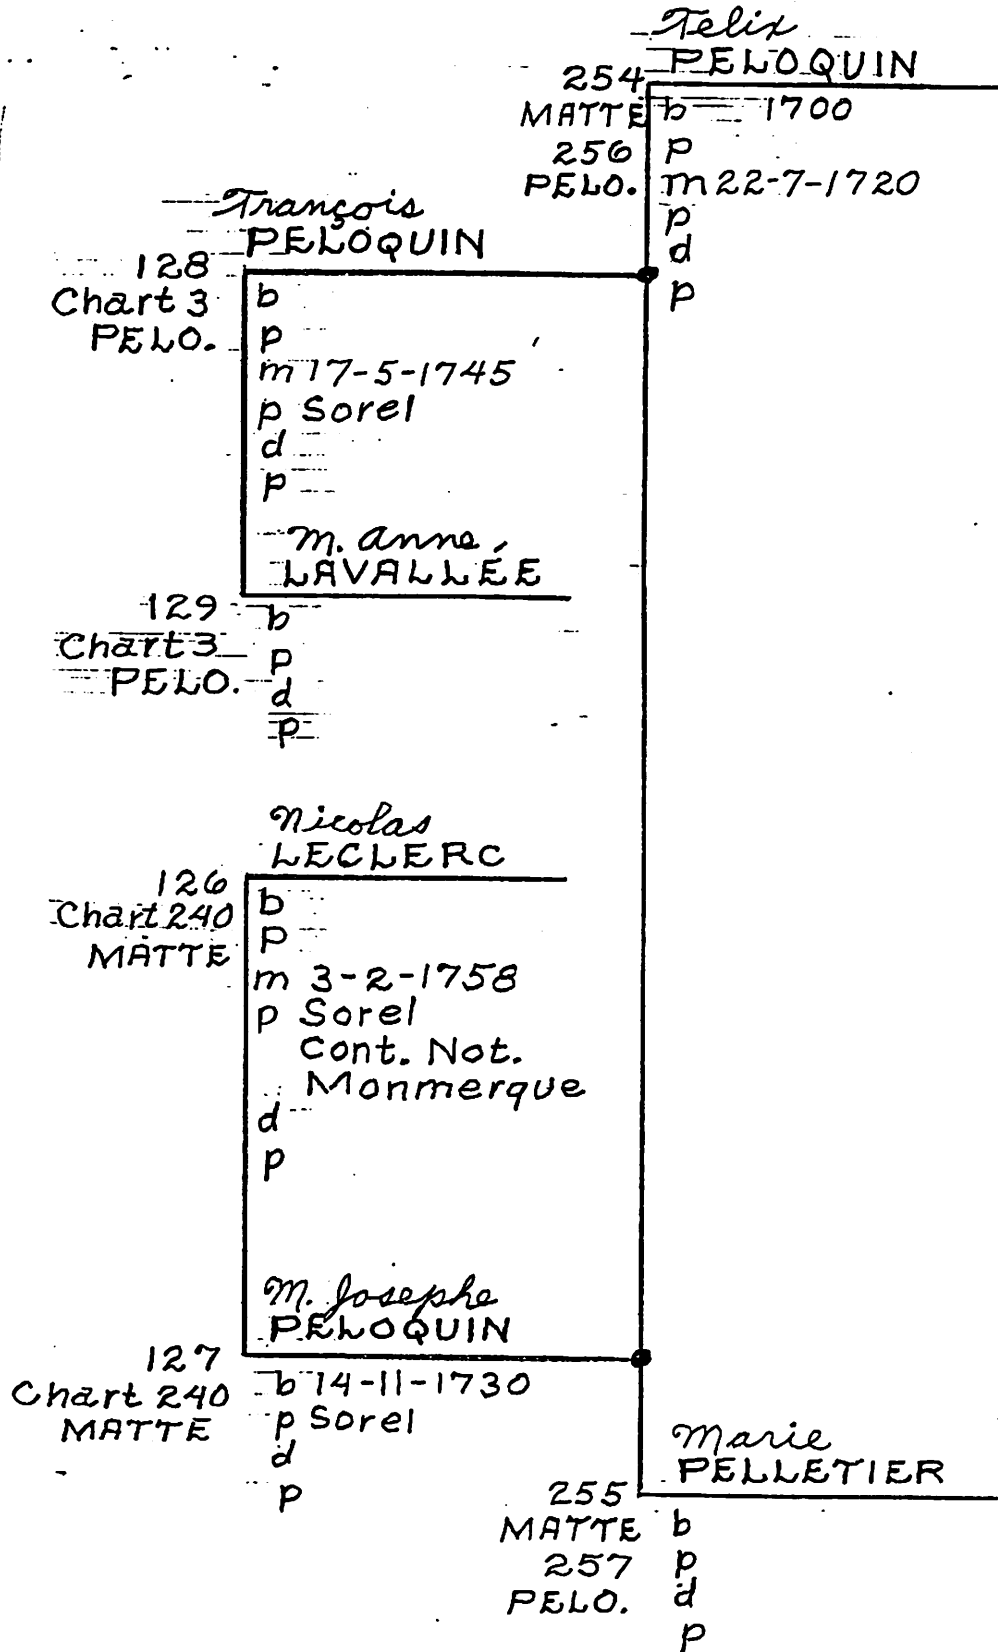 Felix
PELOQUIN
254
MATTE
256
PELO.
b 1700
p
m 22-7-1720
p
d
p
François
PELOQUIN
128
Chart 3
PELO.
b
p
m 17-5-1745
p Sorel
d
p
M. Anne
LAVALLÉE
129
Chart 3
PELO.
b
p
d
p
Nicolas
LECLERC
126
Chart 240
MATTE
b
p
m 3-2-1758
p Sorel
Cont. Not.
Monmerque
d
p
M. Josephe
PELOQUIN
127
Chart 240
MATTE
b 14-11-1730
p Sorel
d
p
Marie
PELLETIER
255
MATTE
257
PELO.
b
p
d
p